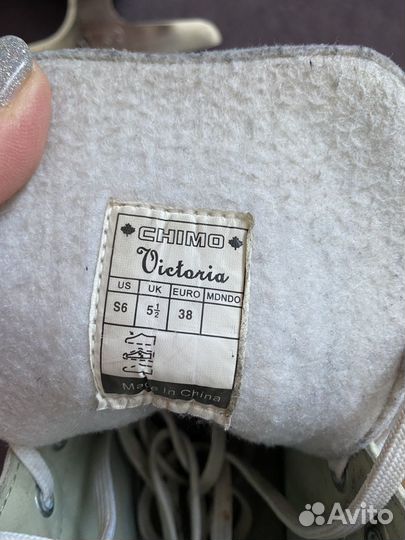 CHIMO
Victoria
US UK EURO MDNDO
S6 5½ 38
Made in China
Avito